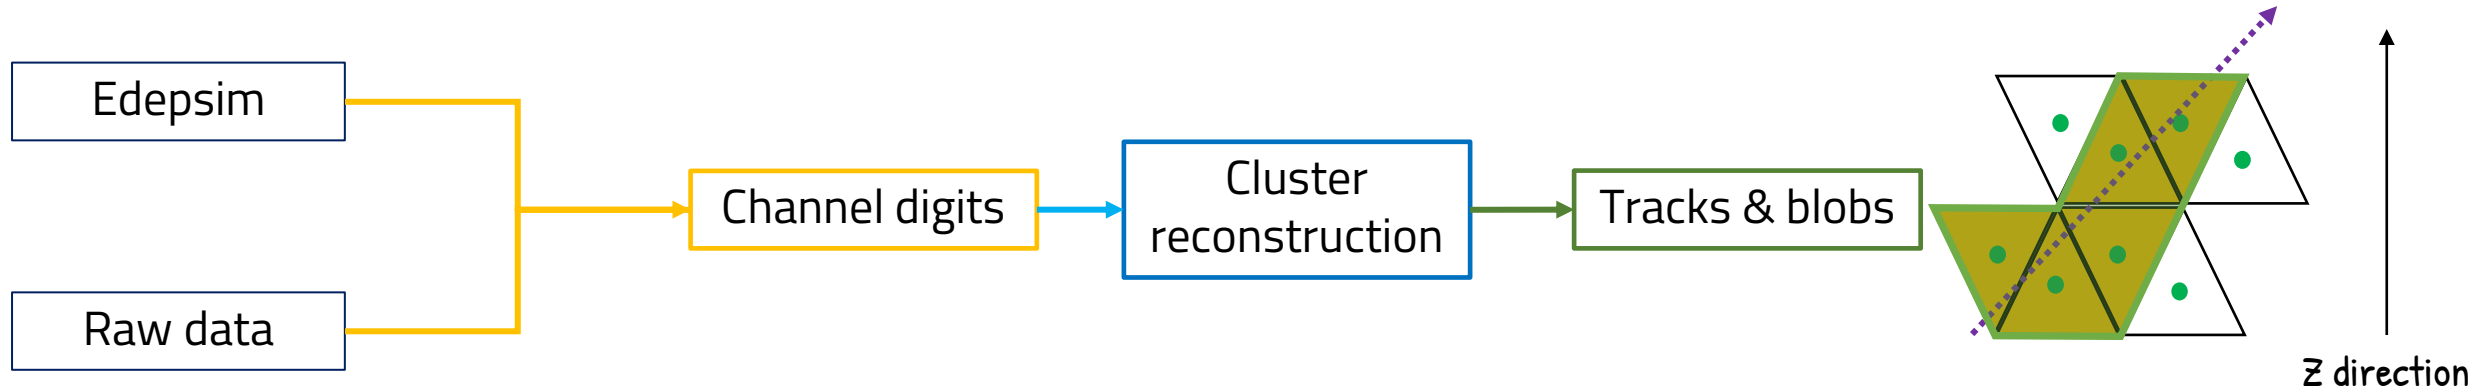 Edepsim
Raw data
Channel digits
Cluster
reconstruction
Tracks & blobs
Z direction